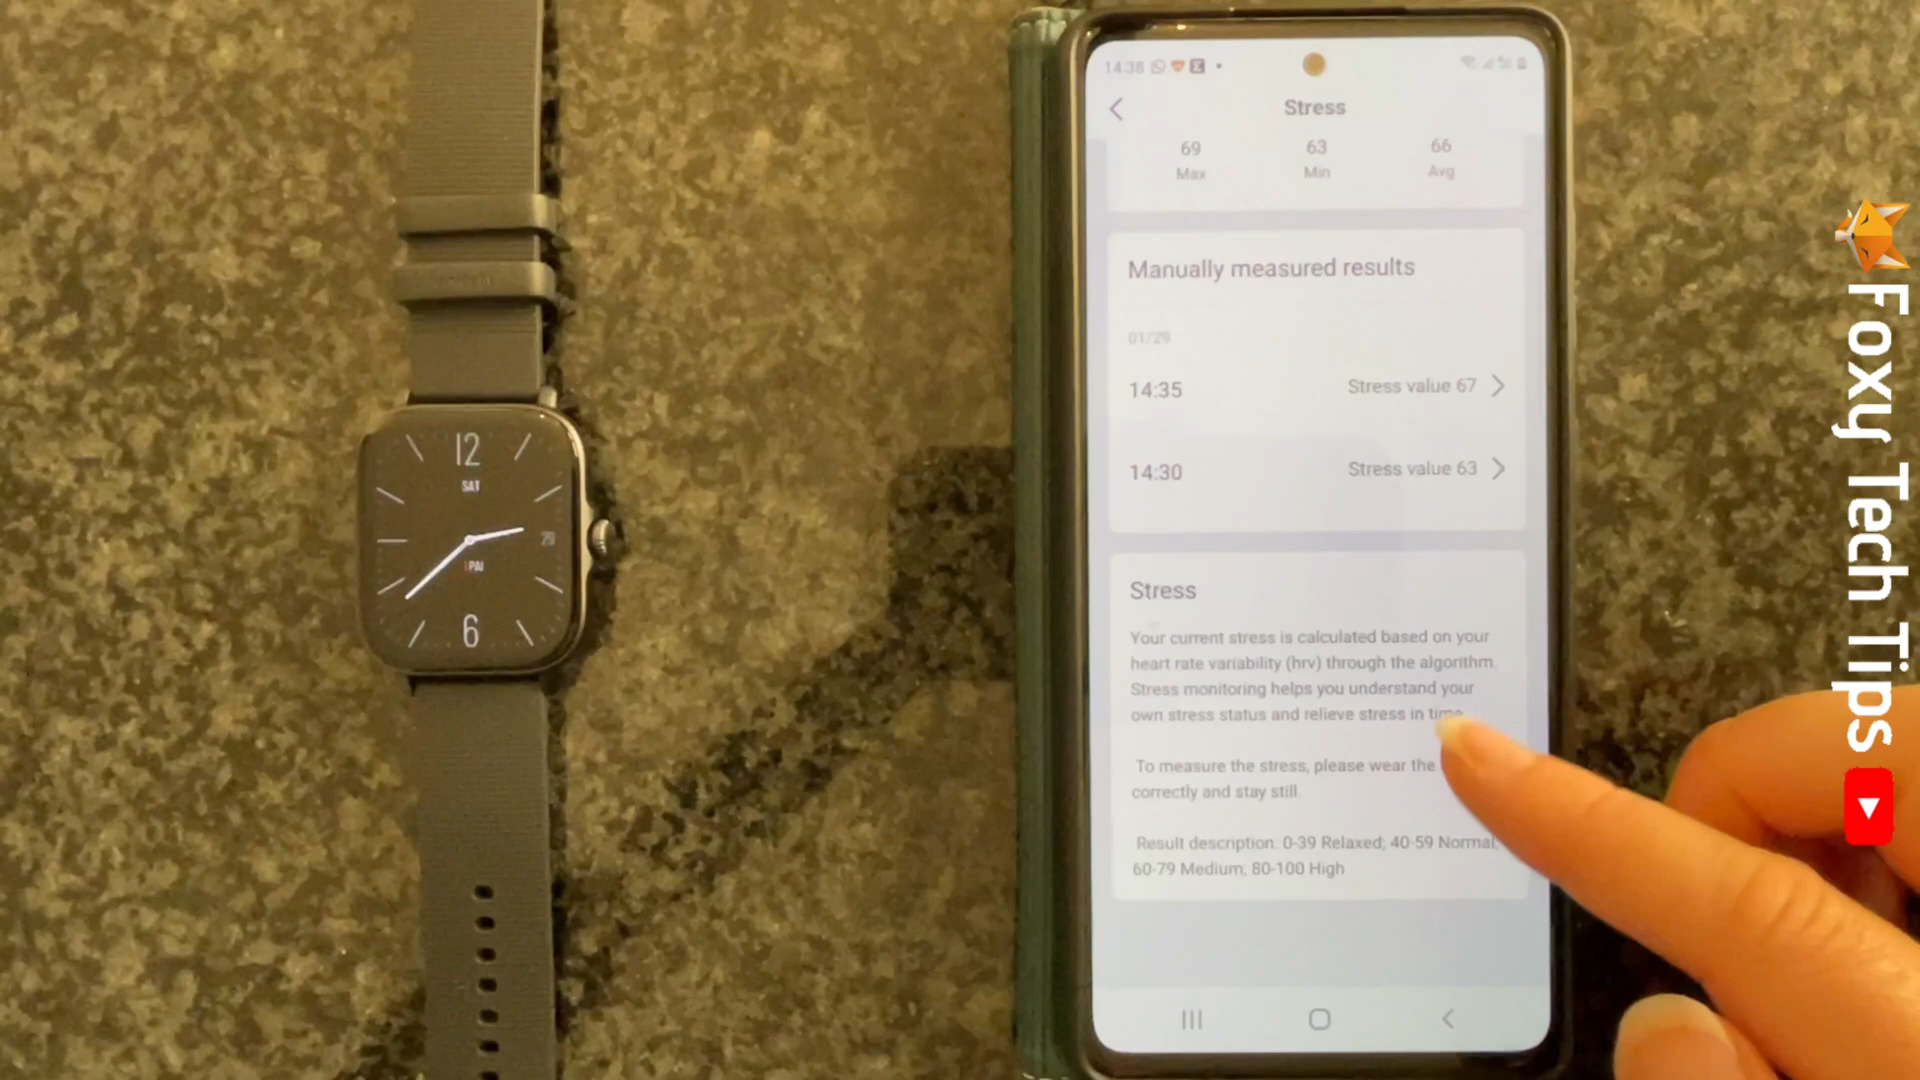 12
SAT
29
PAI
6
14:38
Stress
69 63 66
Max Min Avg
Manually measured results
01/29
14:35 Stress value 67
14:30 Stress value 63
Stress
Your current stress is calculated based on your
heart rate variability (hrv) through the algorithm.
Stress monitoring helps you understand your
own stress status and relieve stress in time.
To measure the stress, please wear the
correctly and stay still.
Result description: 0-39 Relaxed; 40-59 Normal;
60-79 Medium; 80-100 High
Foxy Tech Tips